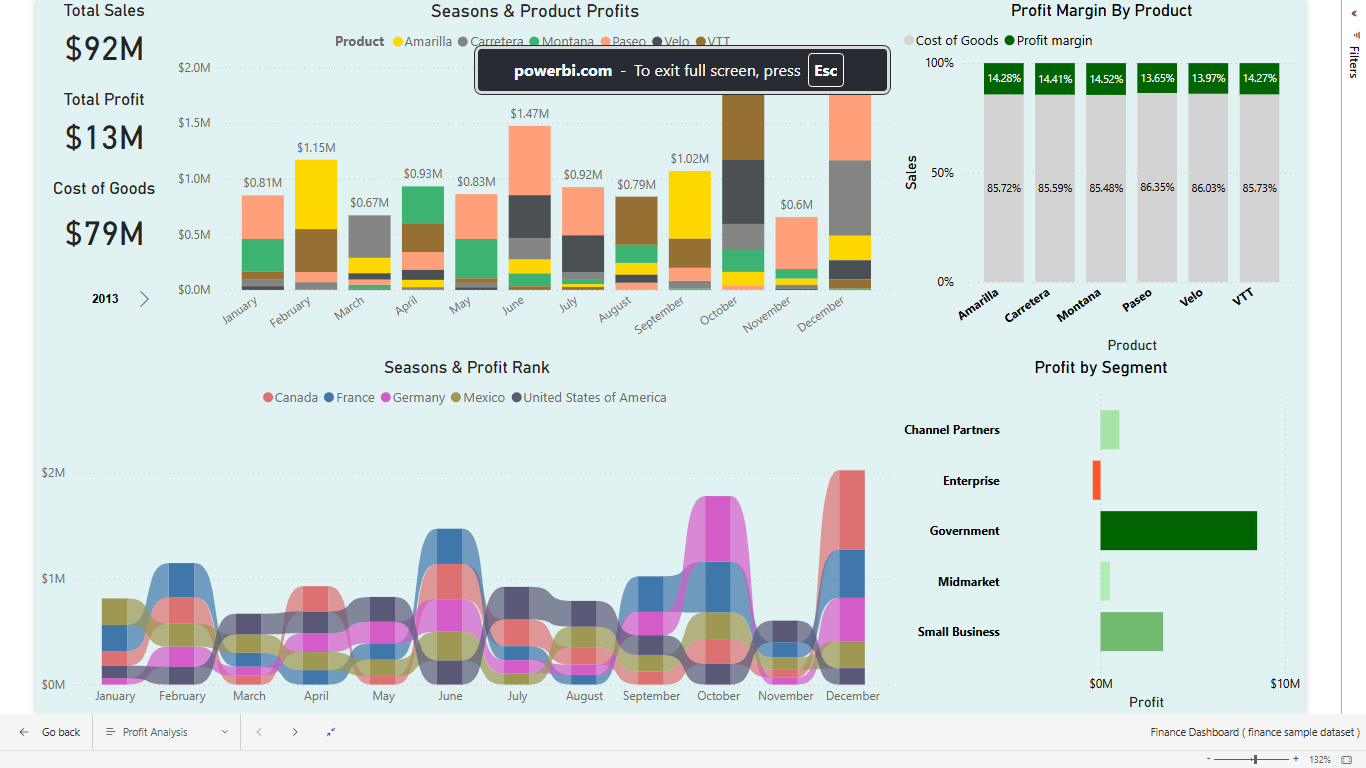 Total Sales
$92M
Total Profit
$13M
Cost of Goods
$79M
2013
Seasons & Product Profits
Product Amarilla Carretera Montana Paseo Velo VTT
powerbi.com - To exit full screen, press Esc
$2.0M
$1.5M
$1.0M
$0.5M
$0.0M
$0.81M
$1.15M
$0.67M
$0.93M
$0.83M
$1.47M
$0.92M
$0.79M
$1.02M
$0.6M
January
February
March
April
May
June
July
August
September
October
November
December
Profit Margin By Product
Cost of Goods Profit margin
Sales
100%
50%
0%
14.28% 14.41% 14.52% 13.65% 13.97% 14.27%
85.72% 85.59% 85.48% 86.35% 86.03% 85.73%
Amarilla
Carretera
Montana
Paseo
Velo
VTT
Product
Filters
Seasons & Profit Rank
Canada France Germany Mexico United States of America
$2M
$1M
$0M
January February March April May June July August September October November December
Profit by Segment
Channel Partners
Enterprise
Government
Midmarket
Small Business
$0M $10M
Profit
Go back
Profit Analysis
Finance Dashboard ( finance sample dataset )
- + 132%